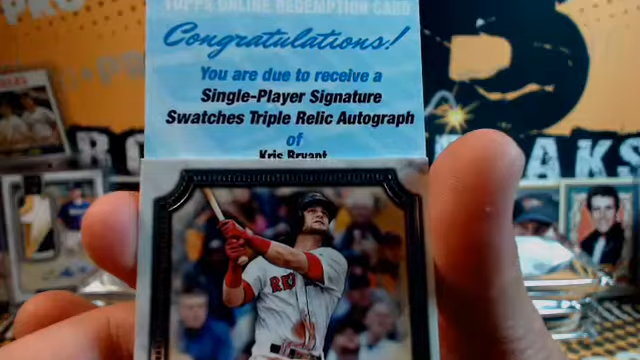 PRO
TOPPS ONLINE REDEMPTION CARD
Congratulations!
You are due to receive a
Single-Player Signature
Swatches Triple Relic Autograph
of
Kris Bryant